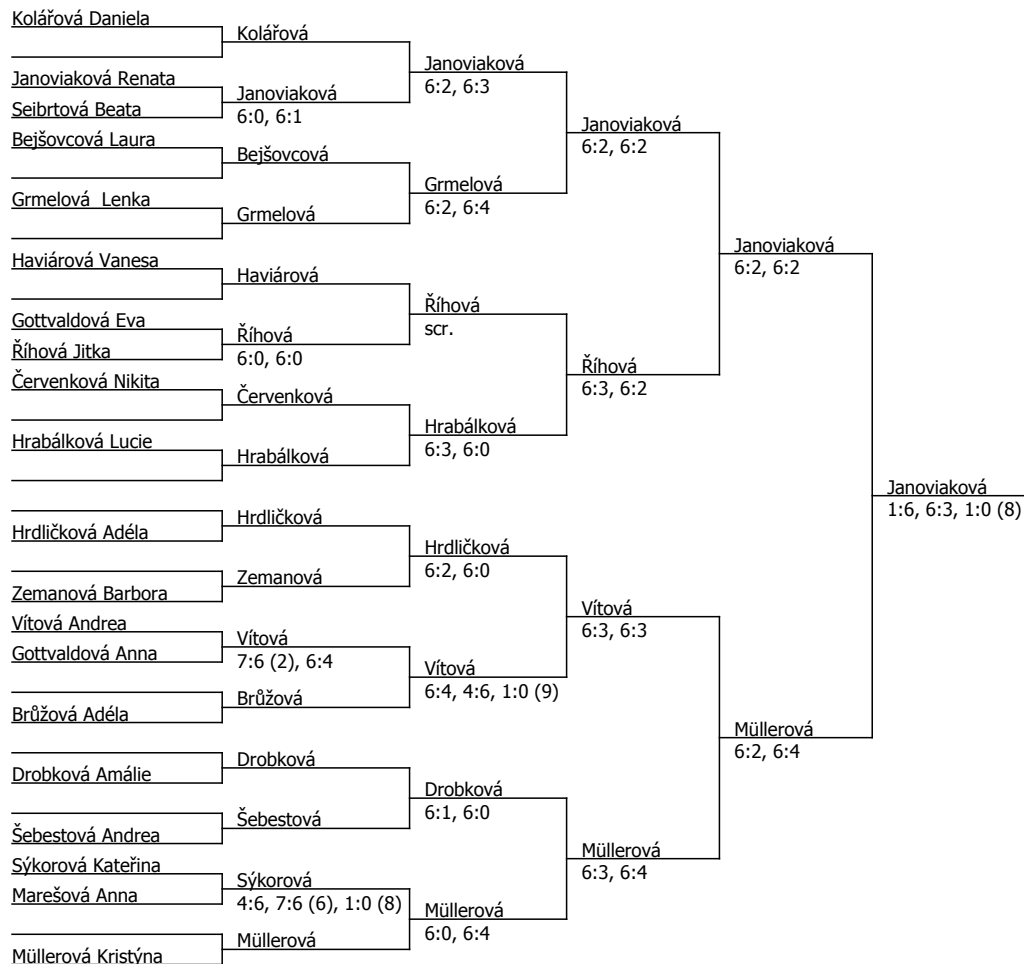 Kolářová Daniela
Janoviaková Renata
Seibrtová Beata
Bejšovcová Laura
Grmelová  Lenka
Haviárová Vanesa
Gottvaldová Eva
Říhová Jitka
Červenková Nikita
Hrabálková Lucie
Hrdličková Adéla
Zemanová Barbora
Vítová Andrea
Gottvaldová Anna
Brůžová Adéla
Drobková Amálie
Šebestová Andrea
Sýkorová Kateřina
Marešová Anna
Müllerová Kristýna
Kolářová
Janoviaková
6:0, 6:1
Bejšovcová
Grmelová
Haviárová
Říhová
6:0, 6:0
Červenková
Hrabálková
Hrdličková
Zemanová
Vítová
7:6 (2), 6:4
Brůžová
Drobková
Šebestová
Sýkorová
4:6, 7:6 (6), 1:0 (8)
Müllerová
Janoviaková
6:2, 6:3
Grmelová
6:2, 6:4
Říhová
scr.
Hrabálková
6:3, 6:0
Hrdličková
6:2, 6:0
Vítová
6:4, 4:6, 1:0 (9)
Drobková
6:1, 6:0
Müllerová
6:0, 6:4
Janoviaková
6:2, 6:2
Říhová
6:3, 6:2
Vítová
6:3, 6:3
Müllerová
6:3, 6:4
Janoviaková
6:2, 6:2
Müllerová
6:2, 6:4
Janoviaková
1:6, 6:3, 1:0 (8)